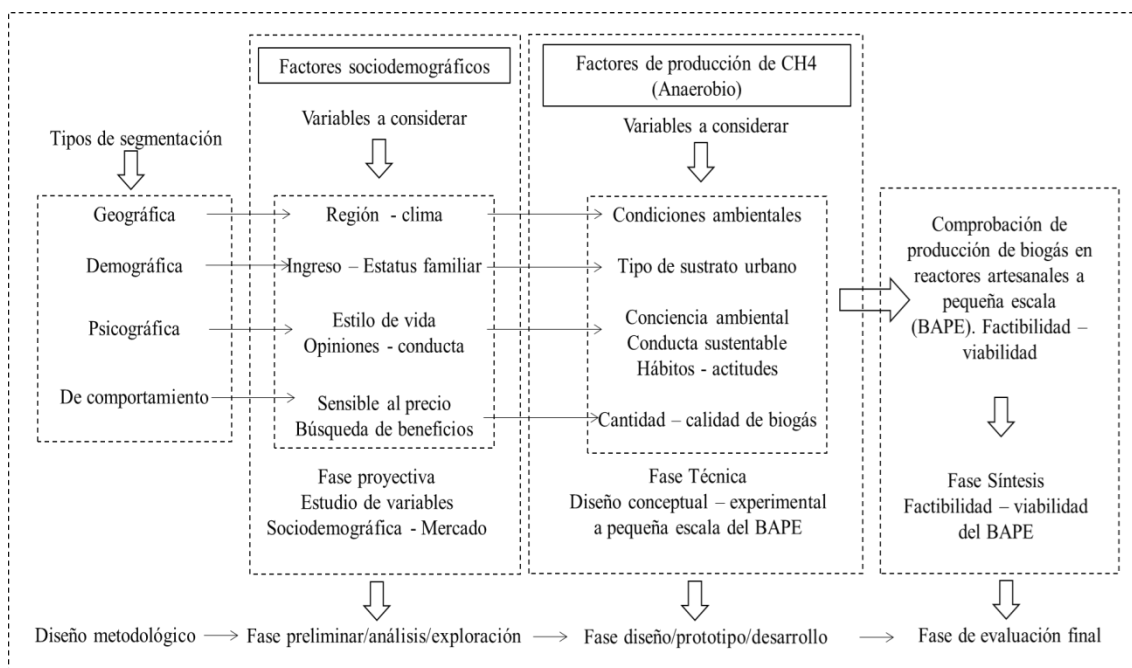 Tipos de segmentación
Geográfica
Demográfica
Psicográfica
De comportamiento
Factores sociodemográficos
Variables a considerar
Región - clima
Ingreso – Estatus familiar
Estilo de vida
Opiniones - conducta
Sensible al precio
Búsqueda de beneficios
Fase proyectiva
Estudio de variables
Sociodemográfica - Mercado
Factores de producción de CH4
(Anaerobio)
Variables a considerar
Condiciones ambientales
Tipo de sustrato urbano
Conciencia ambiental
Conducta sustentable
Hábitos - actitudes
Cantidad – calidad de biogás
Fase Técnica
Diseño conceptual – experimental
a pequeña escala del BAPE
Comprobación de
producción de biogás en
reactores artesanales a
pequeña escala
(BAPE). Factibilidad –
viabilidad
Fase Síntesis
Factibilidad – viabilidad
del BAPE
Diseño metodológico
Fase preliminar/análisis/exploración
Fase diseño/prototipo/desarrollo
Fase de evaluación final